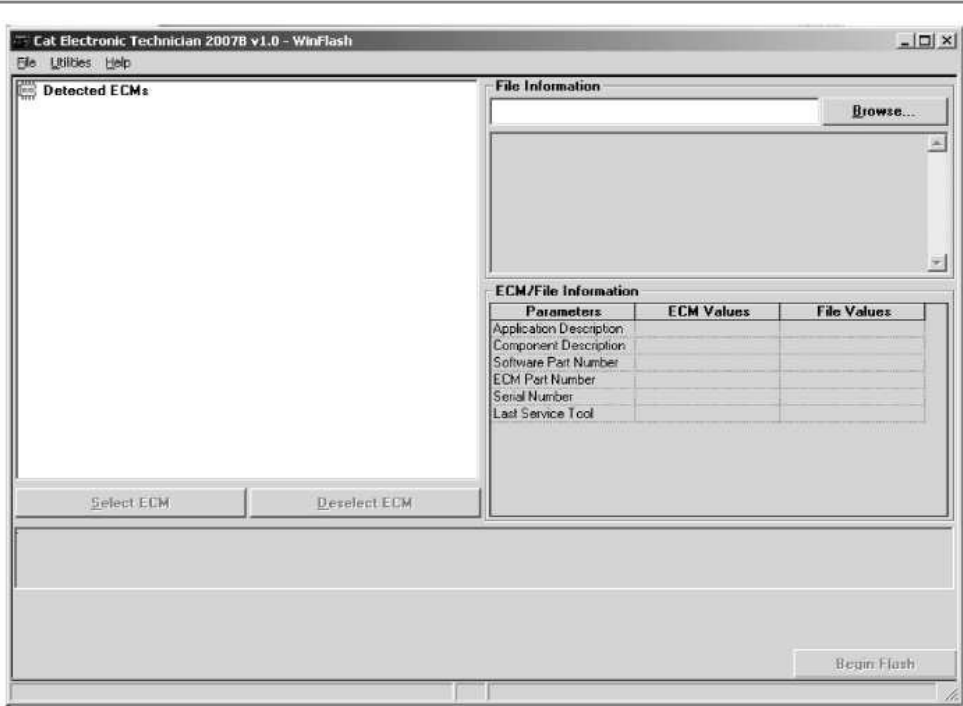 Cat Electronic Technician 2007B v1.0 - WinFlash
File Utilities Help
Detected ECMs
File Information
Browse...
ECM/File Information
Parameters ECM Values File Values
Application Description
Component Description
Software Part Number
ECM Part Number
Serial Number
Last Service Tool
Select ECM Deselect ECM
Begin Flash